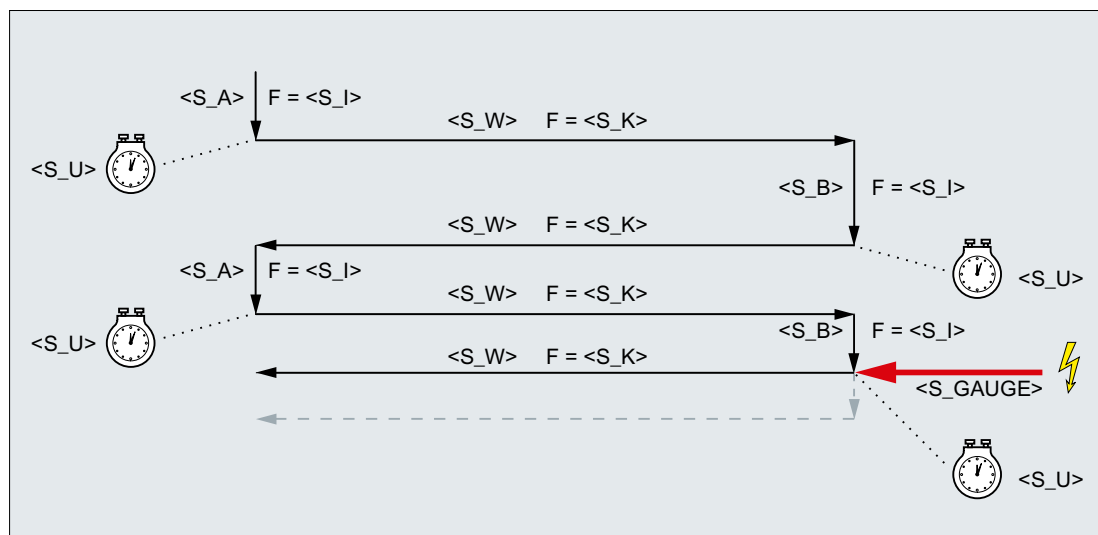 <S_A> F = <S_I>
<S_W> F = <S_K>
<S_U>
<S_B> F = <S_I>
<S_W> F = <S_K>
<S_A> F = <S_I>
<S_U>
<S_W> F = <S_K>
<S_U>
<S_B> F = <S_I>
<S_W> F = <S_K>
<S_GAUGE>
<S_U>